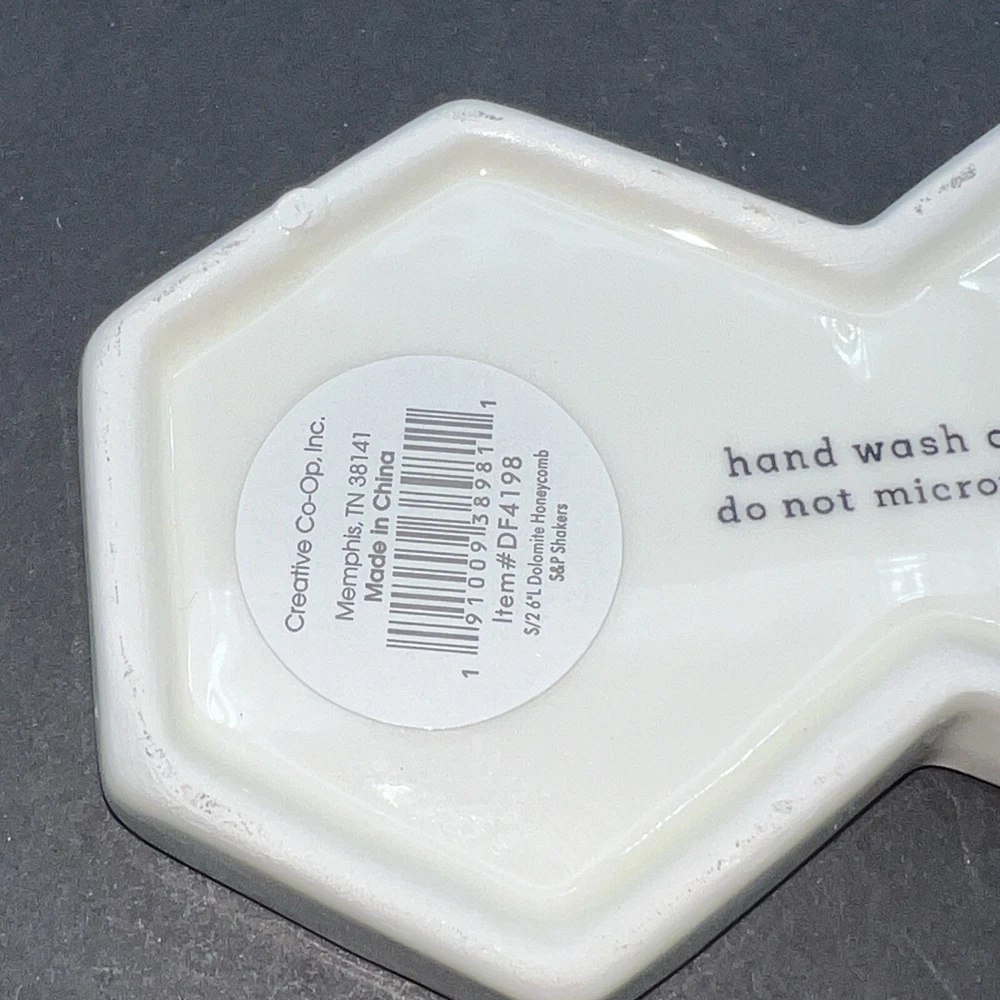 Creative Co-Op, Inc.
Memphis, TN 38141
Made in China
1 91009 38981 1
Item#DF4198
S/2 6"L Dolomite Honeycomb
S&P Shakers
hand wash
do not micro